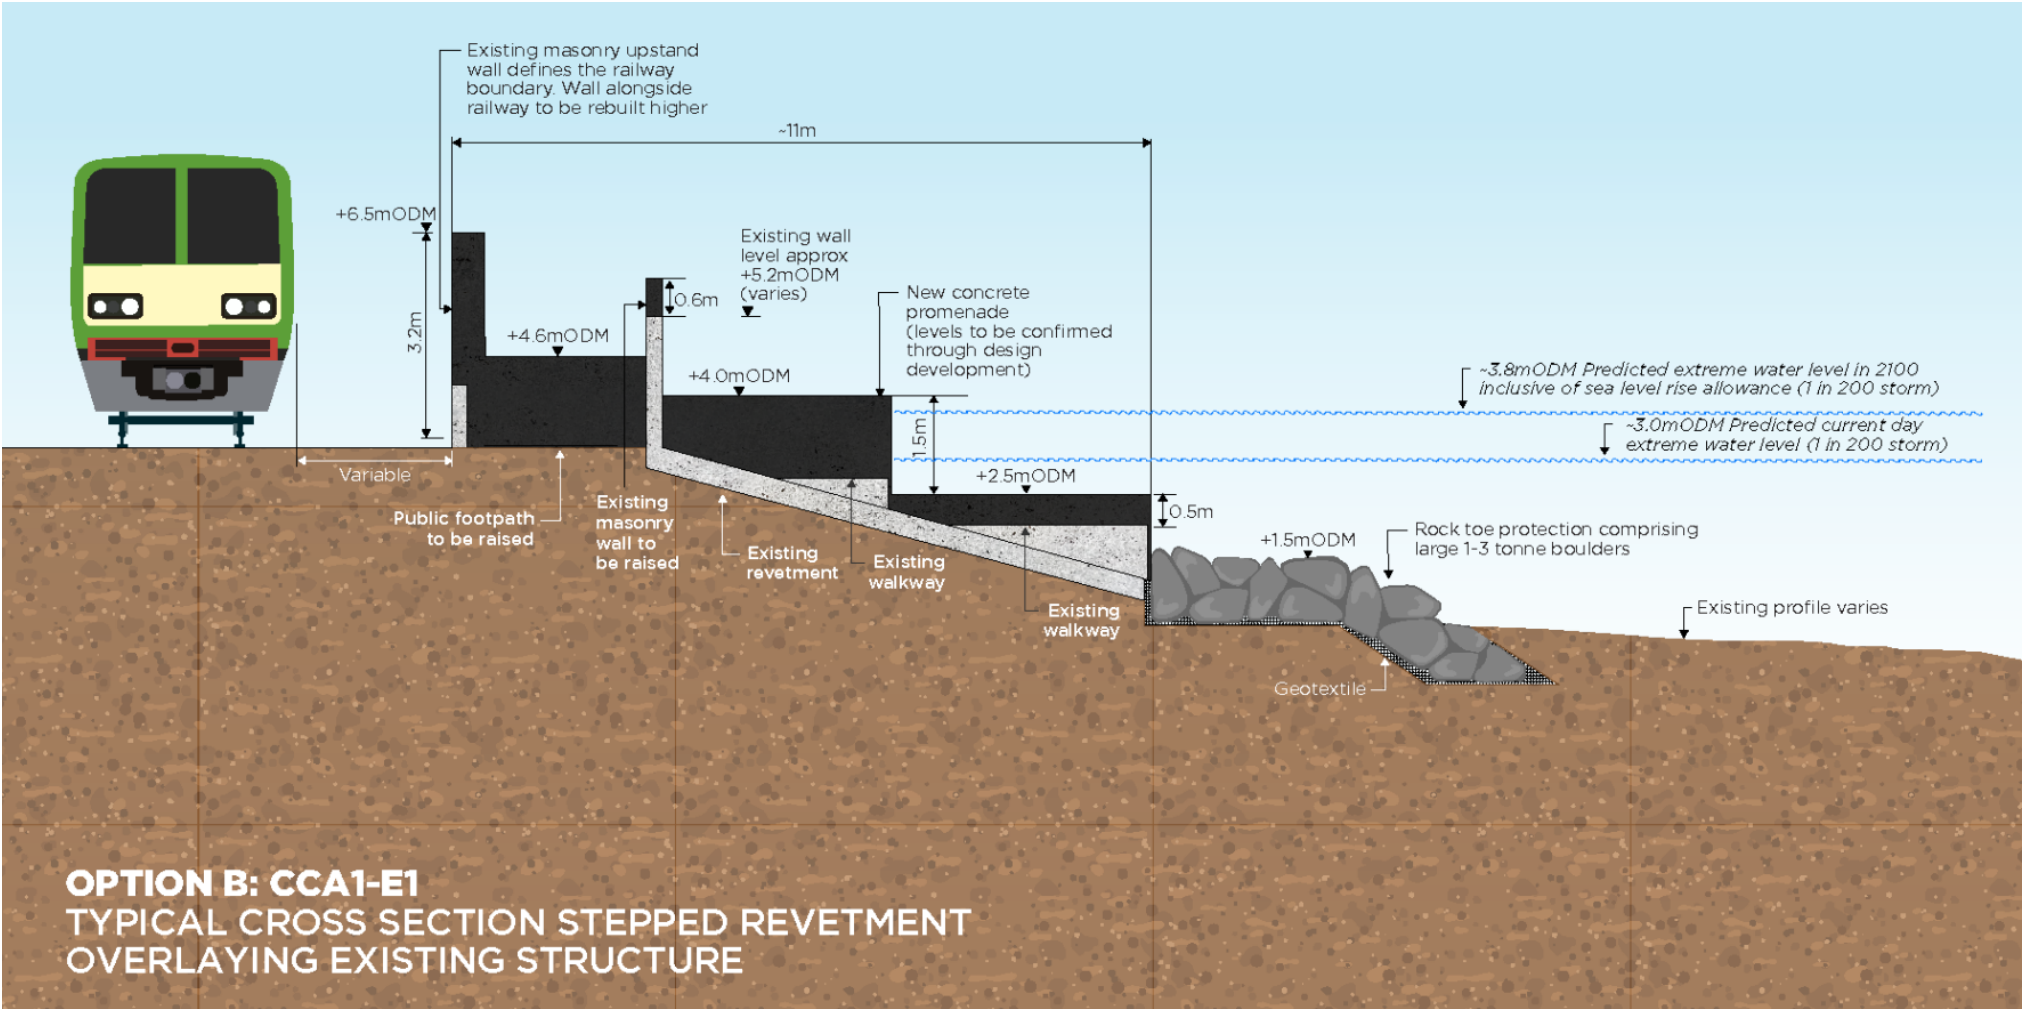 Existing masonry upstand
wall defines the railway
boundary. Wall alongside
railway to be rebuilt higher
~11m
+6.5mODM
3.2m
+4.6mODM
0.6m
Existing wall
level approx
+5.2mODM
(varies)
+4.0mODM
New concrete
promenade
(levels to be confirmed
through design
development)
1.5m
+2.5mODM
0.5m
~3.8mODM Predicted extreme water level in 2100
inclusive of sea level rise allowance (1 in 200 storm)
~3.0mODM Predicted current day
extreme water level (1 in 200 storm)
Variable
Public footpath
to be raised
Existing
masonry
wall to
be raised
Existing
revetment
Existing
walkway
Existing
walkway
+1.5mODM
Rock toe protection comprising
large 1-3 tonne boulders
Existing profile varies
Geotextile
OPTION B: CCA1-E1
TYPICAL CROSS SECTION STEPPED REVETMENT
OVERLAYING EXISTING STRUCTURE